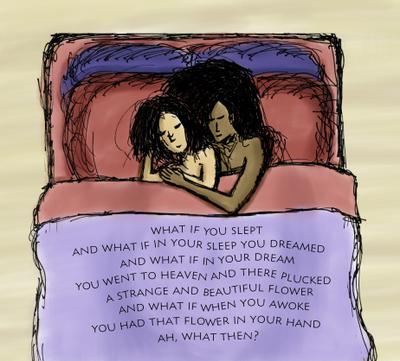 WHAT IF YOU SLEPT
AND WHAT IF IN YOUR SLEEP YOU DREAMED
AND WHAT IF IN YOUR DREAM
YOU WENT TO HEAVEN AND THERE PLUCKED
A STRANGE AND BEAUTIFUL FLOWER
AND WHAT IF WHEN YOU AWOKE
YOU HAD THAT FLOWER IN YOUR HAND
AH, WHAT THEN?